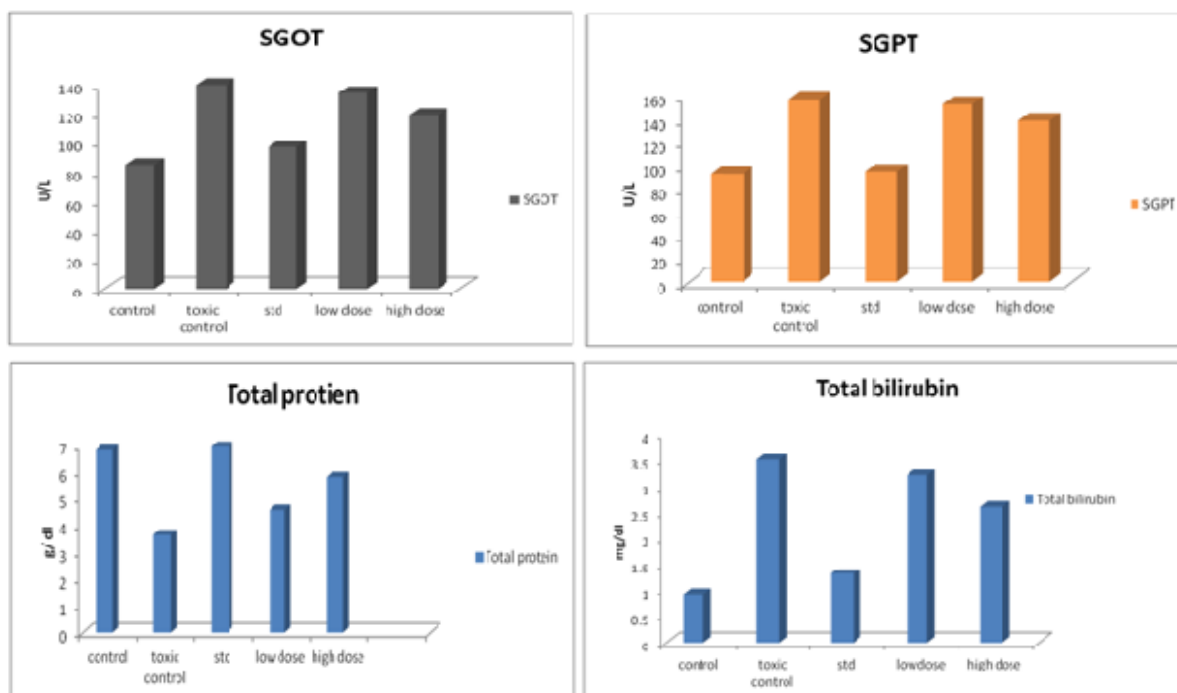 SGOT
140
120
100
80
60
40
20
0
U/L
control
toxic
control
std
low dose
high dose
SGOT
SGPT
160
140
120
100
80
60
40
20
0
U/L
control
toxic
control
std
low dose
high dose
SGPT
Total protien
7
6
5
4
3
2
1
0
g/dl
control
toxic
control
std
low dose
high dose
Total protein
Total bilirubin
4
3.5
3
2.5
2
1.5
1
0.5
0
mg/dl
control
toxic
control
std
lowdose
high dose
Total bilirubin